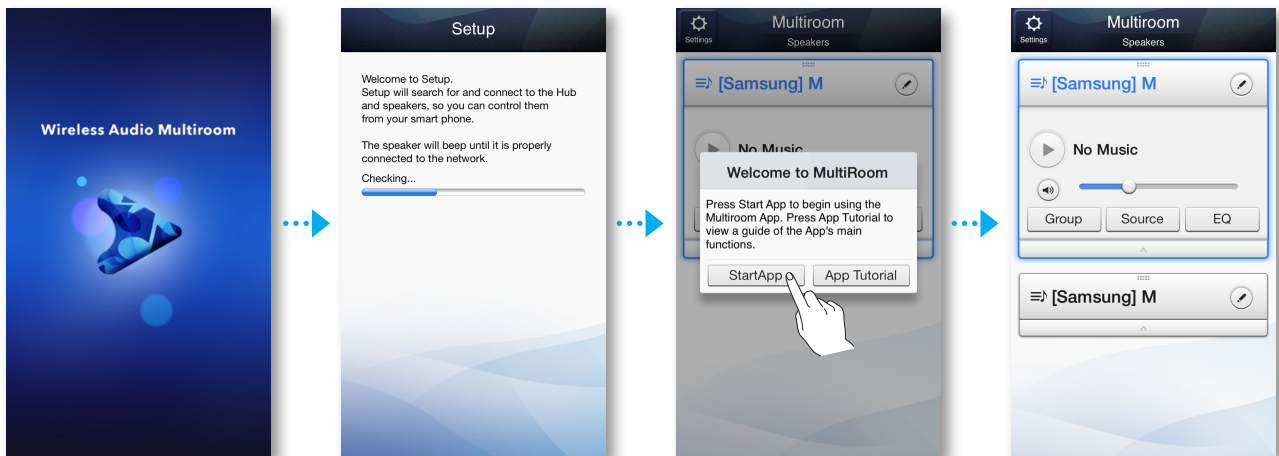 Wireless Audio Multiroom
Setup
Welcome to Setup.
Setup will search for and connect to the Hub
and speakers, so you can control them
from your smart phone.
The speaker will beep until it is properly
connected to the network.
Checking...
Settings
Multiroom
Speakers
[Samsung] M
No Music
Welcome to MultiRoom
Press Start App to begin using the
Multiroom App. Press App Tutorial to
view a guide of the App's main
functions.
StartApp
App Tutorial
Settings
Multiroom
Speakers
[Samsung] M
No Music
Group
Source
EQ
[Samsung] M